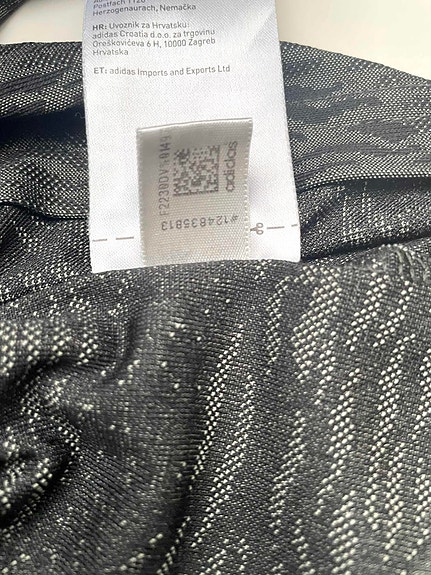 Postfach 1120
Herzogenaurach, Nemačka
HR: Uvoznik za Hrvatsku:
adidas Croatia d.o.o. za trgovinu
Oreškovićeva 6 H, 10000 Zagreb
Hrvatska
ET: adidas Imports and Exports Ltd
adidas
#124835813